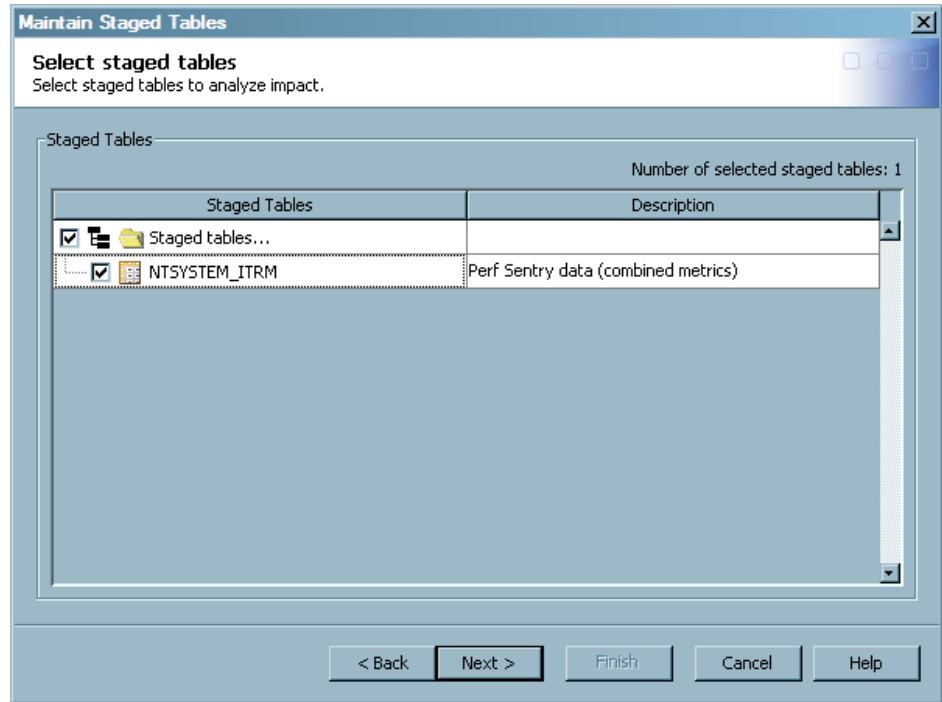 Maintain Staged Tables
Select staged tables
Select staged tables to analyze impact.
Staged Tables
Number of selected staged tables: 1
Staged Tables Description
Staged tables...
NTSYSTEM_ITRM Perf Sentry data (combined metrics)
< Back Next > Finish Cancel Help